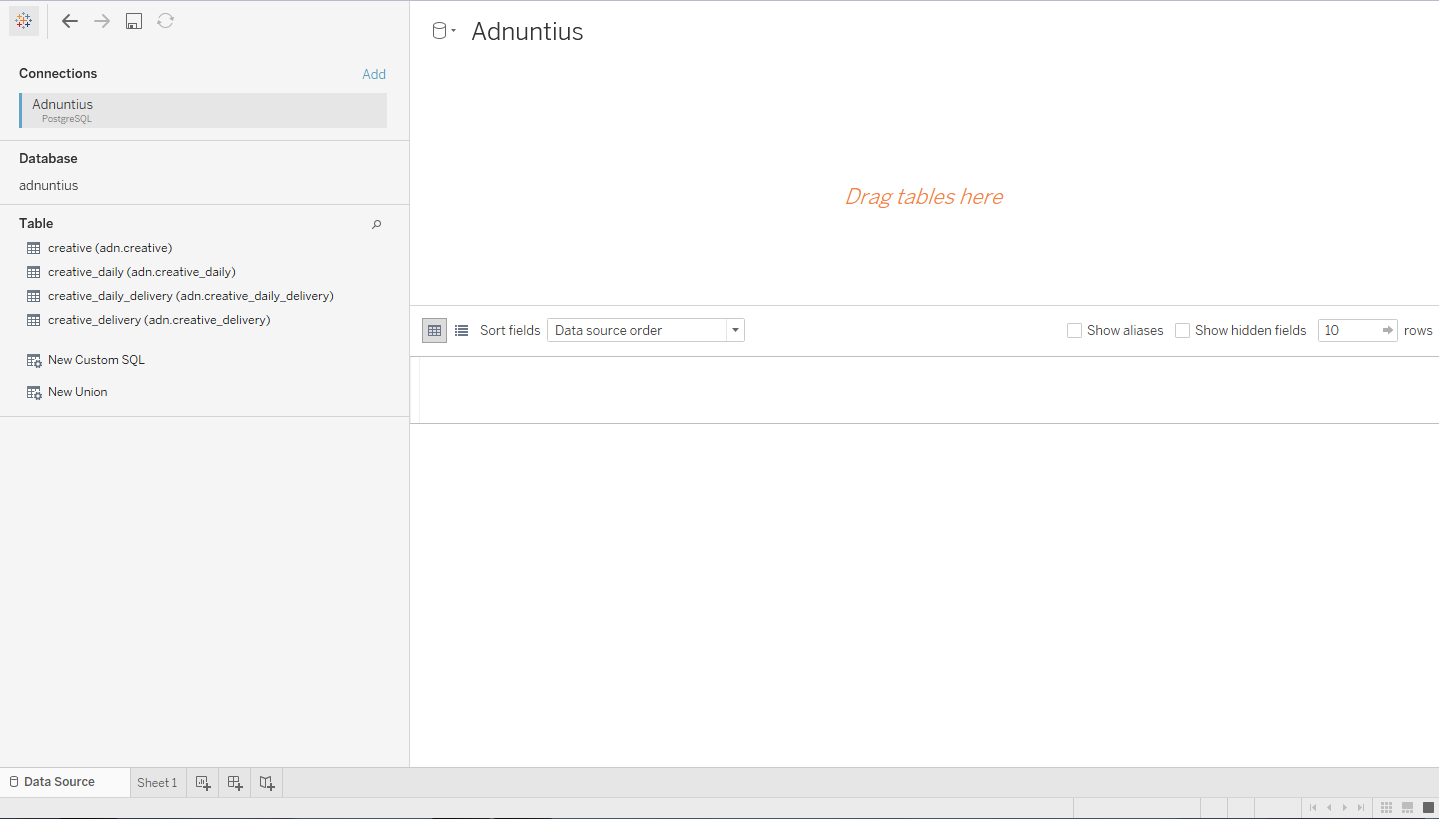 Connections
Add
Adnuntius
PostgreSQL
Database
adnuntius
Table
creative (adn.creative)
creative_daily (adn.creative_daily)
creative_daily_delivery (adn.creative_daily_delivery)
creative_delivery (adn.creative_delivery)
New Custom SQL
New Union
Adnuntius
Drag tables here
Sort fields Data source order Show aliases Show hidden fields 10 rows
Data Source Sheet 1